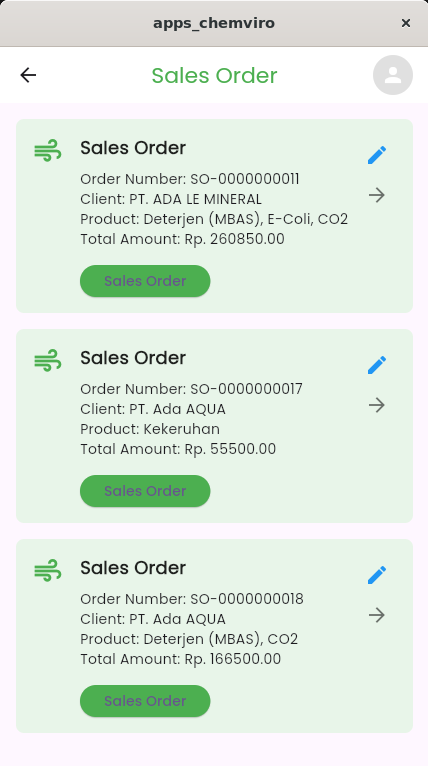 apps_chemviro
Sales Order
Sales Order
Order Number: SO-0000000011
Client: PT. ADA LE MINERAL
Product: Deterjen (MBAS), E-Coli, CO2
Total Amount: Rp. 260850.00
Sales Order
Sales Order
Order Number: SO-0000000017
Client: PT. Ada AQUA
Product: Kekeruhan
Total Amount: Rp. 55500.00
Sales Order
Sales Order
Order Number: SO-0000000018
Client: PT. Ada AQUA
Product: Deterjen (MBAS), CO2
Total Amount: Rp. 166500.00
Sales Order